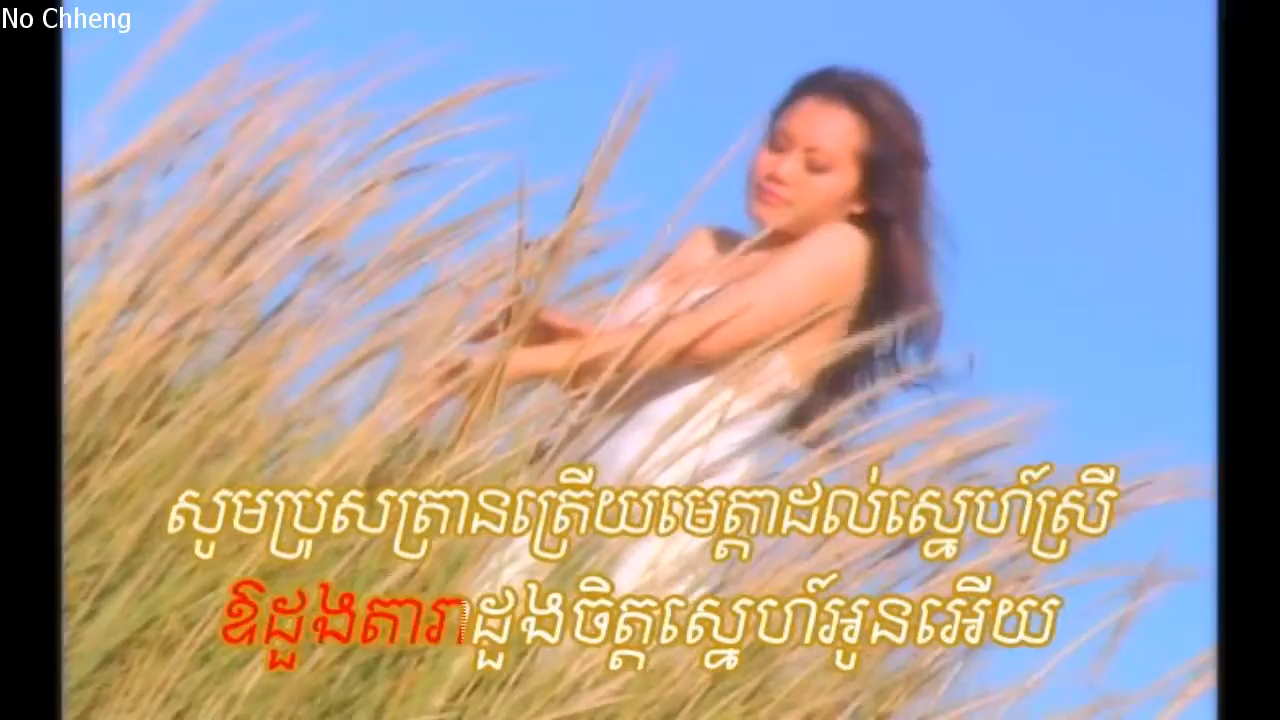 No Chheng
សូមប្រុសត្រានត្រើយមេត្តាដល់ស្នេហ៍ស្រី
ឱដួងតារាដួងចិត្តស្នេហ៍អូនអើយ